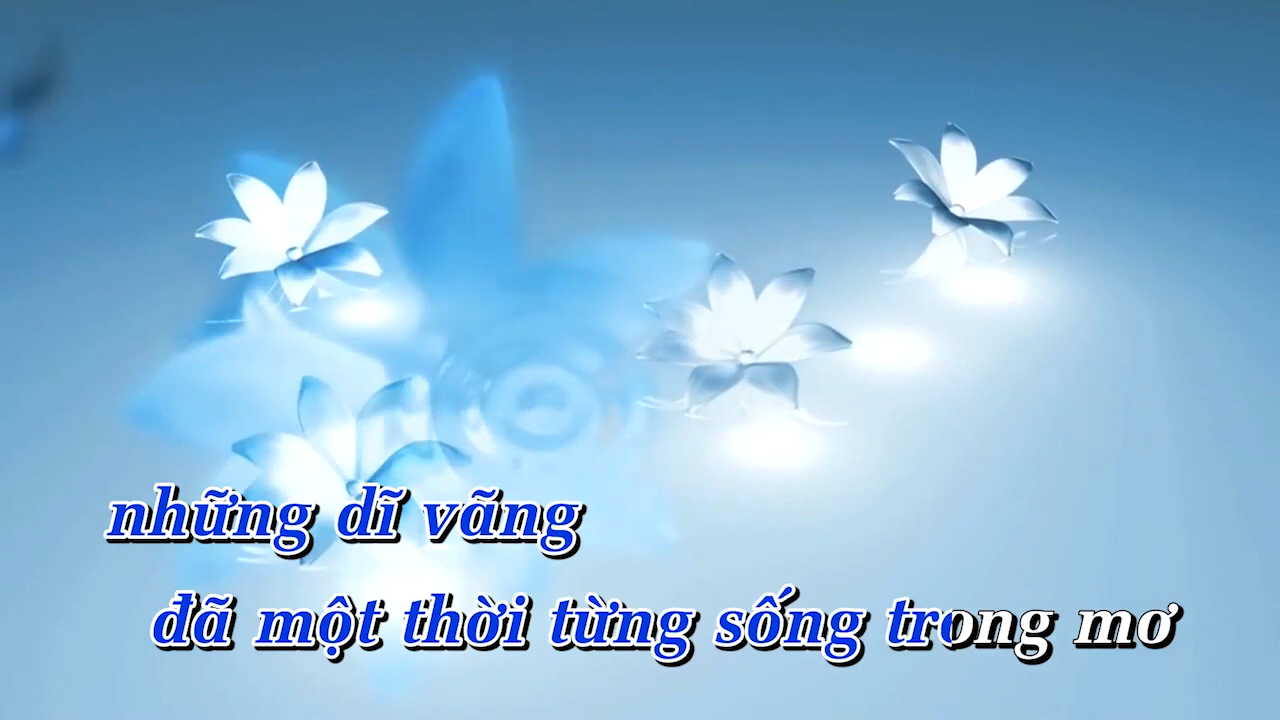 những dĩ vãng
đã một thời từng sống trong mơ